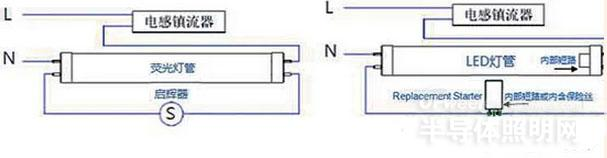 L
电感镇流器
N
荧光灯管
启辉器
S
L
电感镇流器
N
LED灯管
内部短路
Replacement Starter
内部短路或内含保险丝
OFweek
半导体照明网